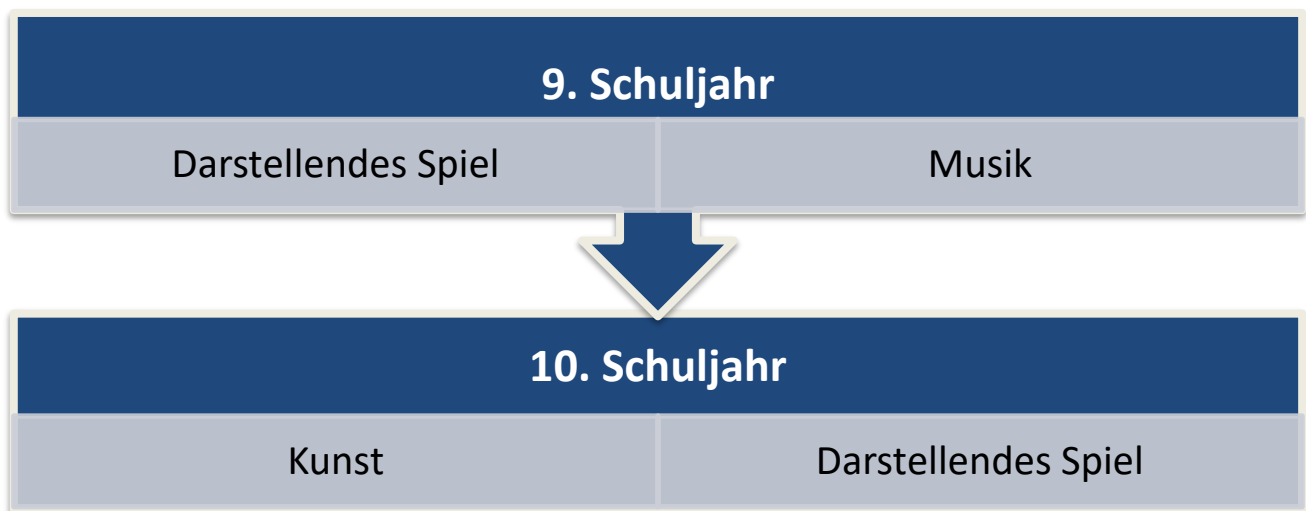 9. Schuljahr
Darstellendes Spiel
Musik
10. Schuljahr
Kunst
Darstellendes Spiel